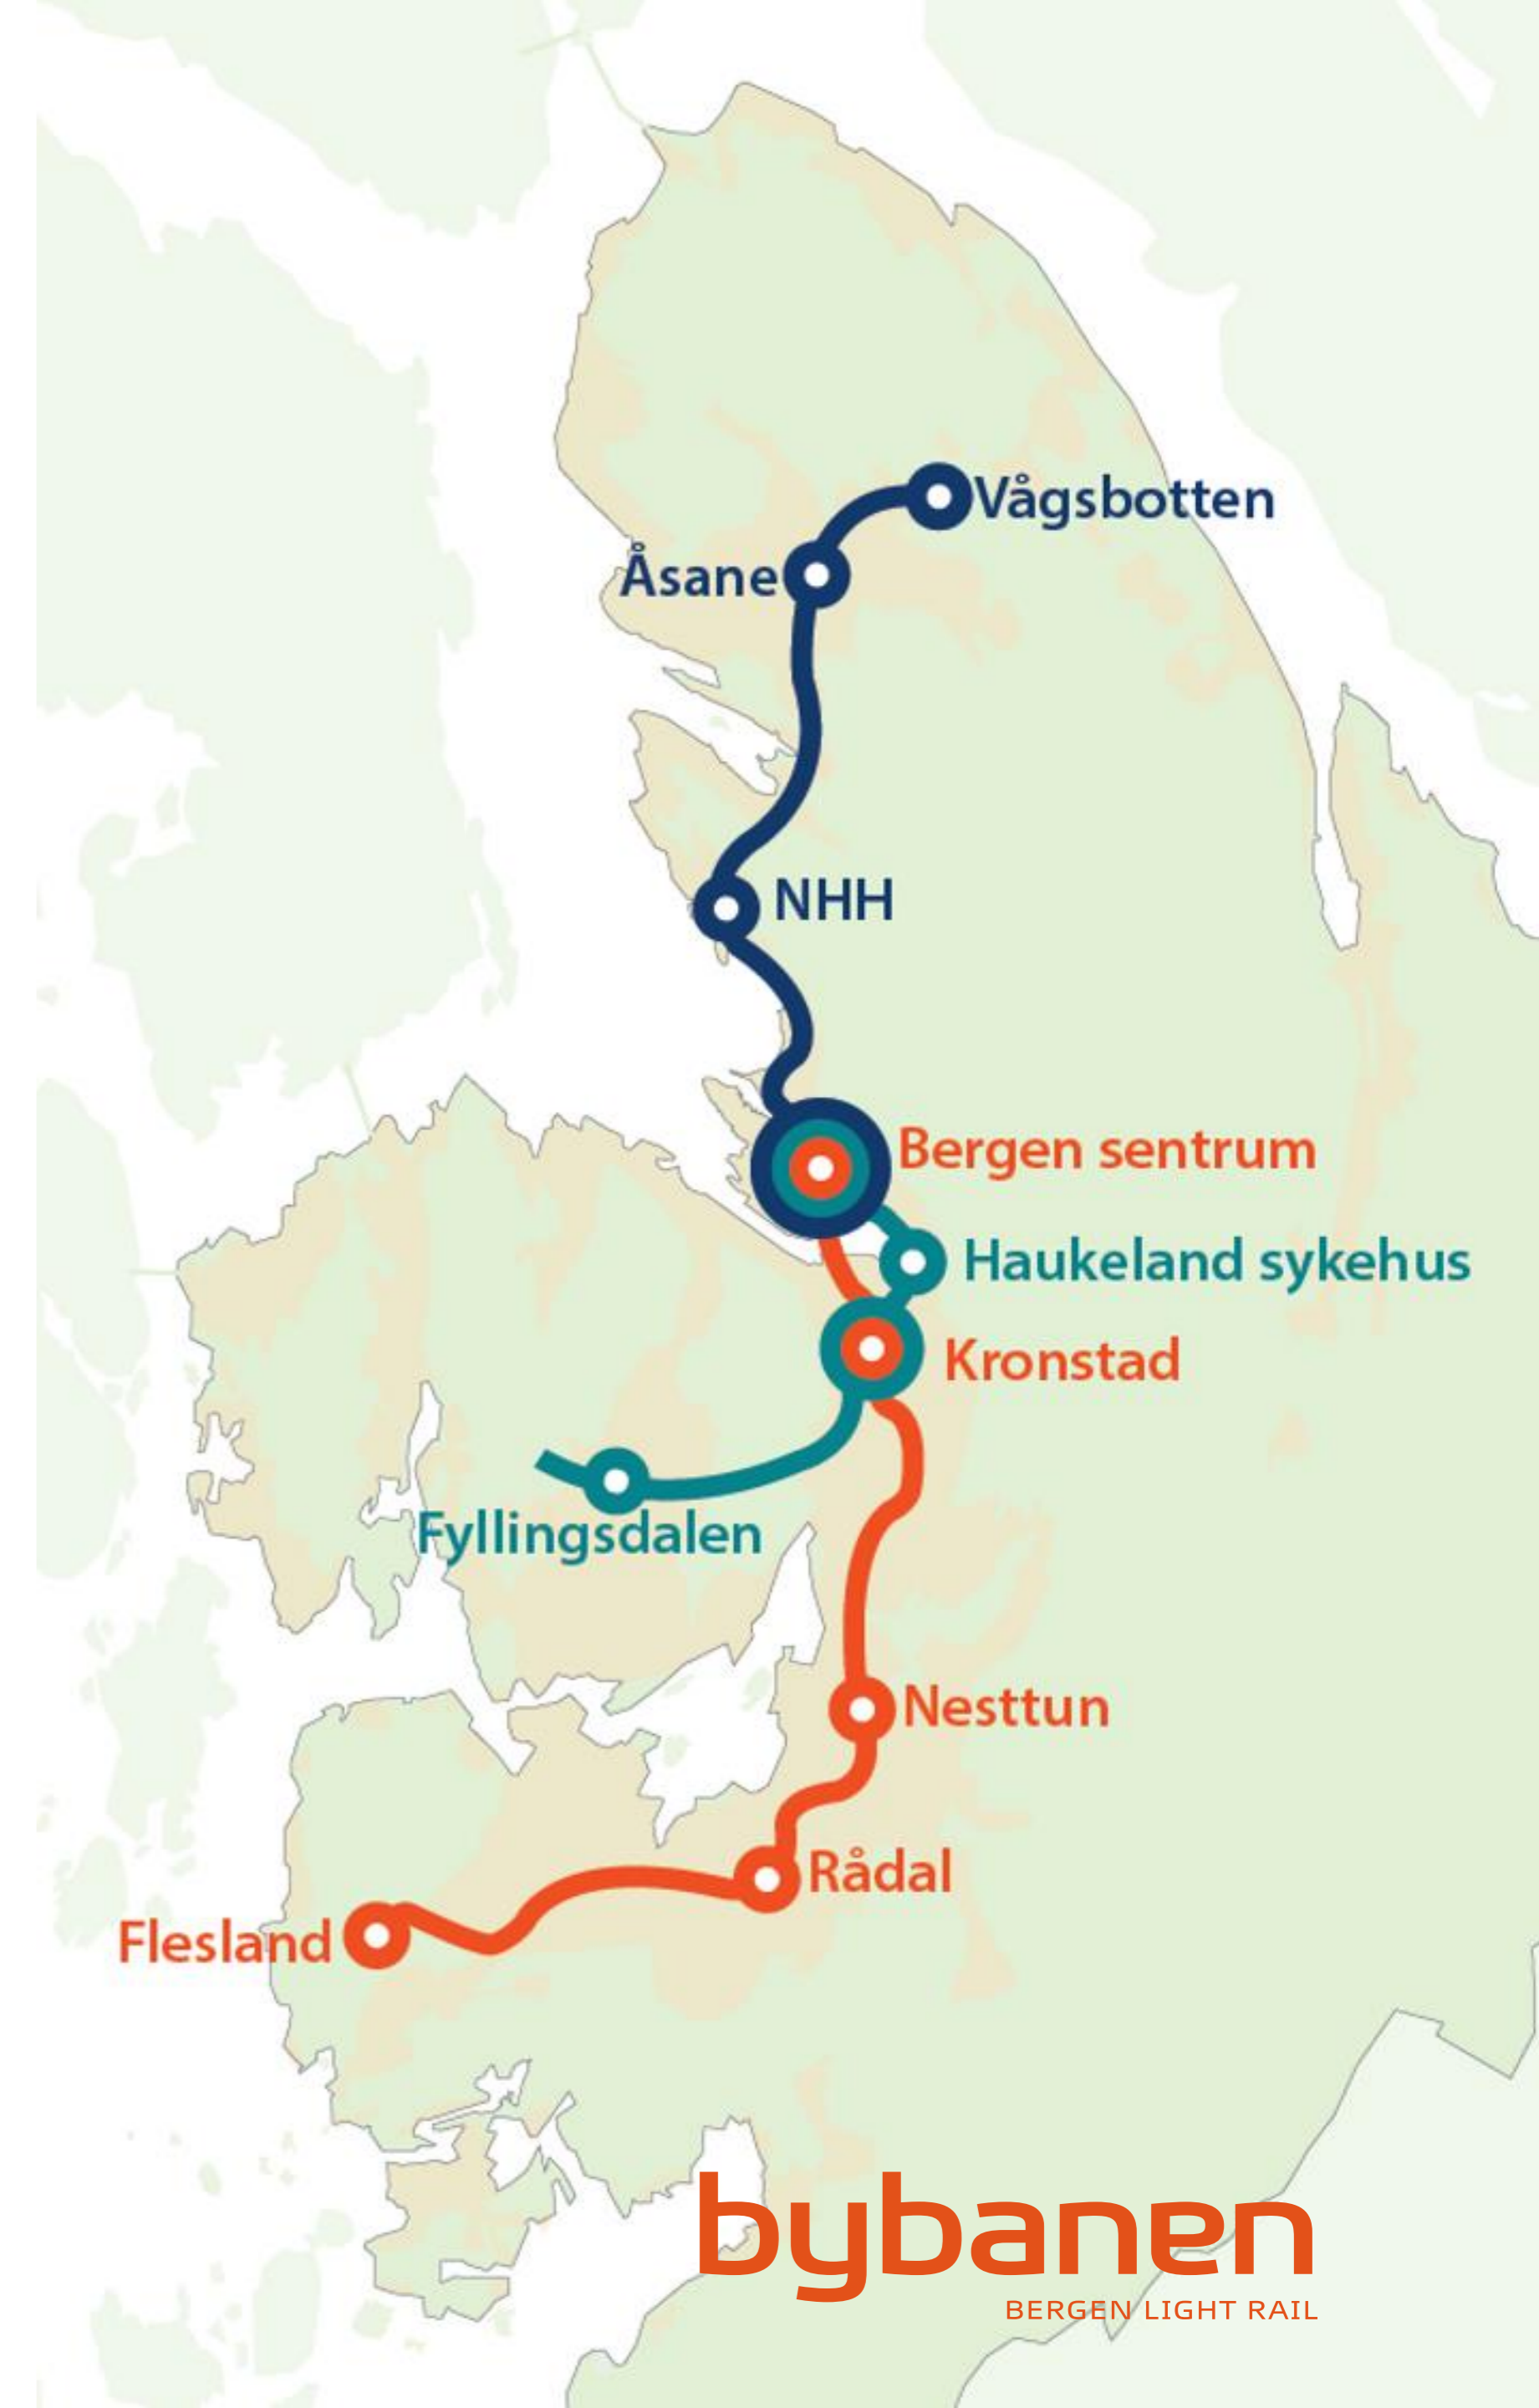 Vågsbotten
Åsane
NHH
Bergen sentrum
Haukeland sykehus
Kronstad
Fyllingsdalen
Nesttun
Rådal
Flesland
bybanen
BERGEN LIGHT RAIL